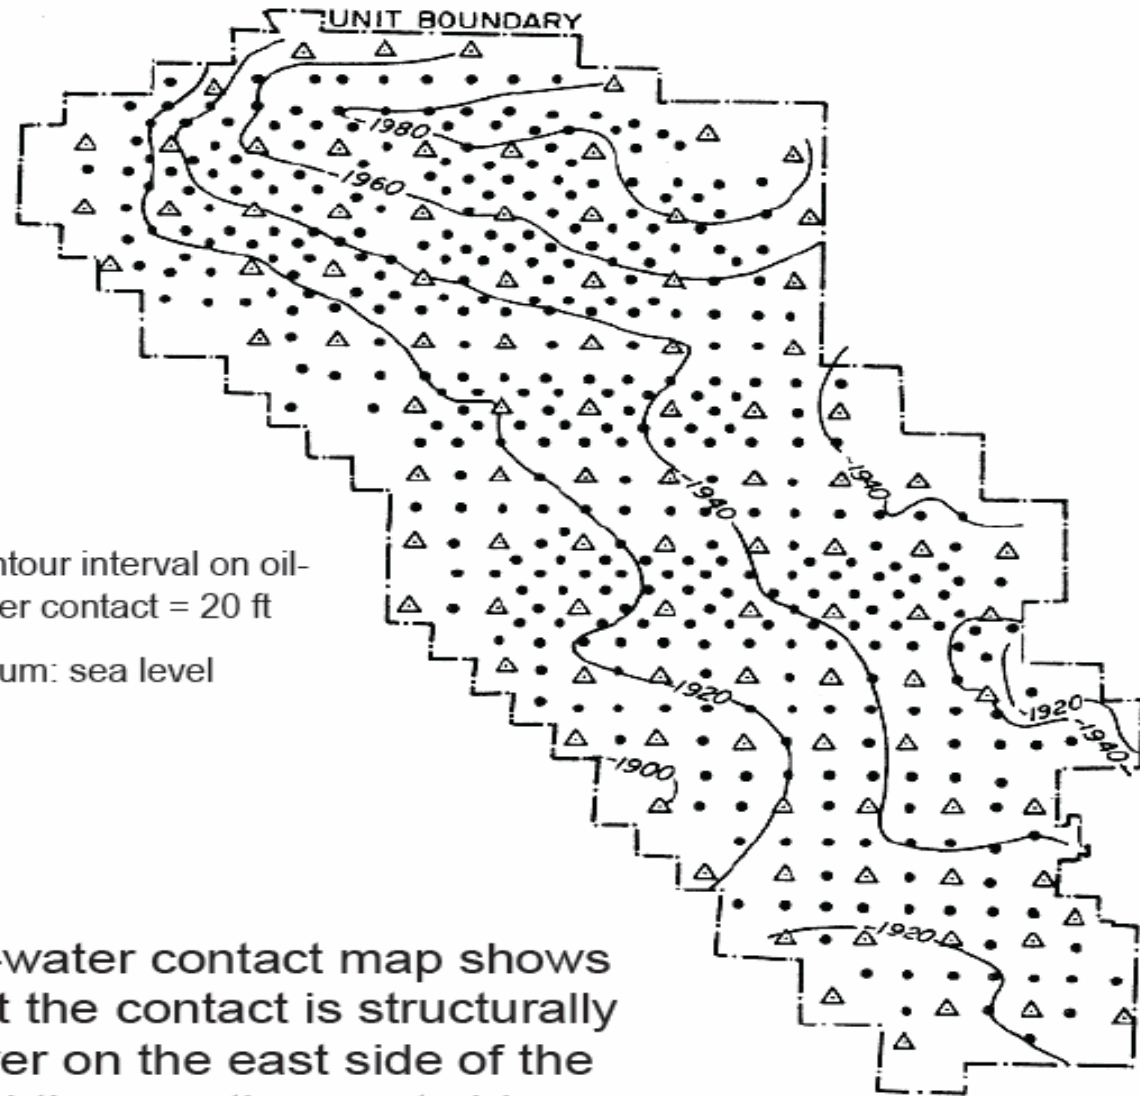 UNIT BOUNDARY
-1980
-1960
-1940
-1940
ntour interval on oil-
er contact = 20 ft
um: sea level
-1920
-1920
-1940
-1900
-1920
-water contact map shows
t the contact is structurally
er on the east side of the